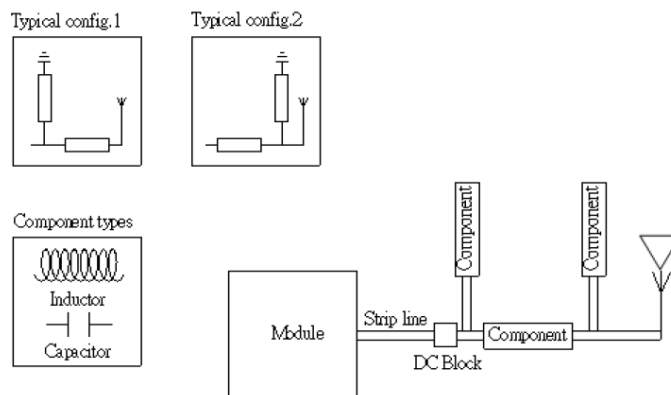 Typical config.1
Typical config.2
Component types
Inductor
Capacitor
Module
Strip line
DC Block
Component
Component
Component